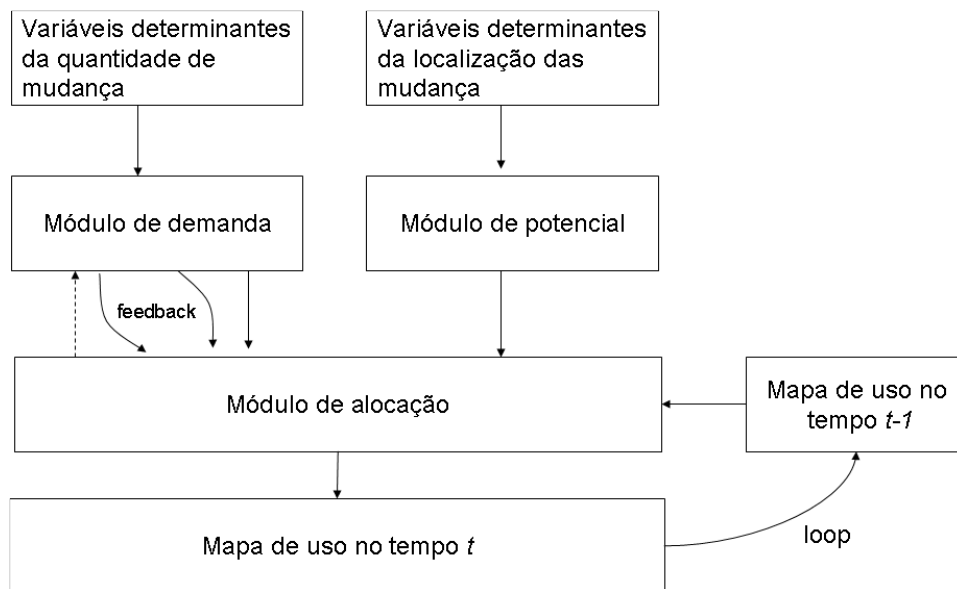 Variáveis determinantes
da quantidade de
mudança
Variáveis determinantes
da localização das
mudança
Módulo de demanda
Módulo de potencial
feedback
Módulo de alocação
Mapa de uso no
tempo t-1
Mapa de uso no tempo t
loop